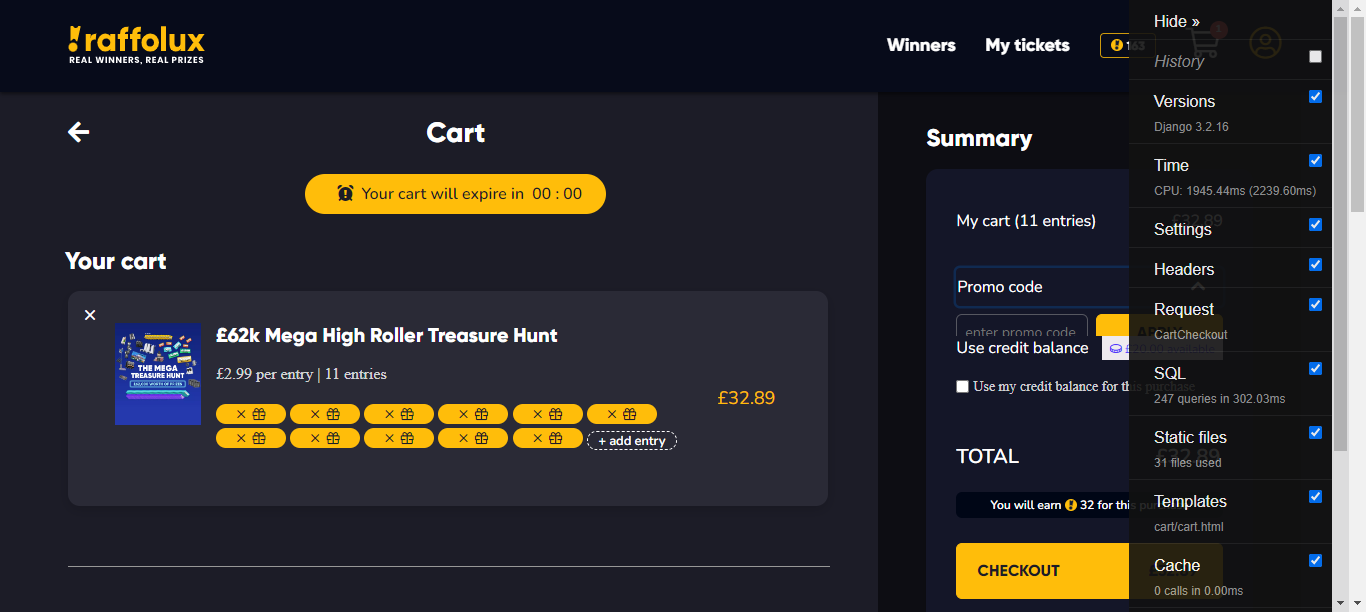 raffolux
REAL WINNERS, REAL PRIZES
Winners
My tickets
163
1
Cart
Your cart will expire in 00 : 00
Your cart
£62k Mega High Roller Treasure Hunt
£2.99 per entry | 11 entries
£32.89
+ add entry
THE MEGA
TREASURE HUNT
Summary
My cart (11 entries)
£32.89
Promo code
enter promo code
Use credit balance
Use my credit balance for this purchase
TOTAL
£32.89
You will earn 32 for this
CHECKOUT
Hide »
History
Versions
Django 3.2.16
Time
CPU: 1945.44ms (2239.60ms)
Settings
Headers
Request
CartCheckout
SQL
247 queries in 302.03ms
Static files
31 files used
Templates
cart/cart.html
Cache
0 calls in 0.00ms